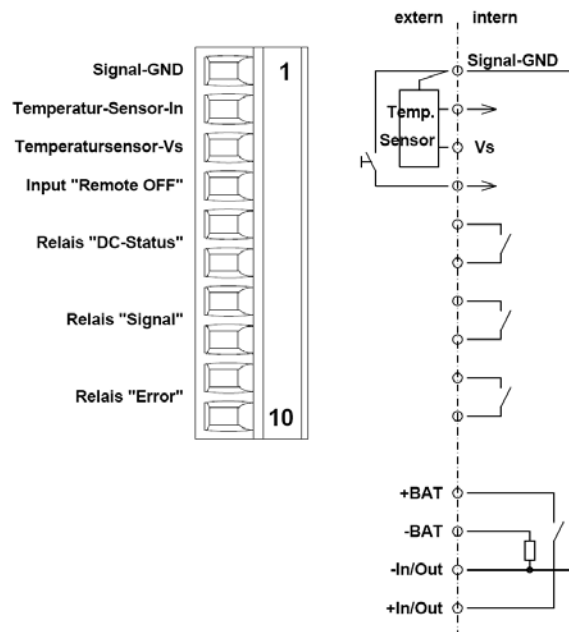 extern intern
Signal-GND
Temperatur-Sensor-In
Temperatursensor-Vs
Input "Remote OFF"
Relais "DC-Status"
Relais "Signal"
Relais "Error"
1
10
Signal-GND
Temp.
Sensor
Vs
+BAT
-BAT
-In/Out
+In/Out